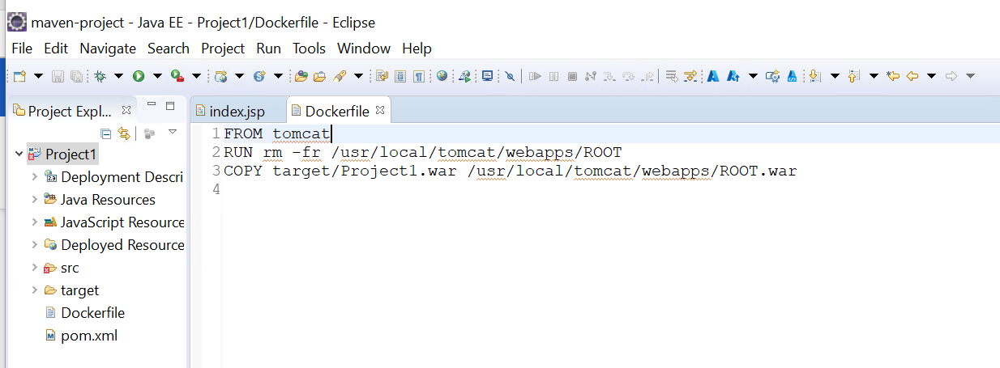 maven-project - Java EE - Project1/Dockerfile - Eclipse
File Edit Navigate Search Project Run Tools Window Help
Project Expl... index.jsp Dockerfile
1 FROM tomcat
2 RUN rm -fr /usr/local/tomcat/webapps/ROOT
3 COPY target/Project1.war /usr/local/tomcat/webapps/ROOT.war
4
Project1
Deployment Descri
Java Resources
JavaScript Resource
Deployed Resource
src
target
Dockerfile
pom.xml